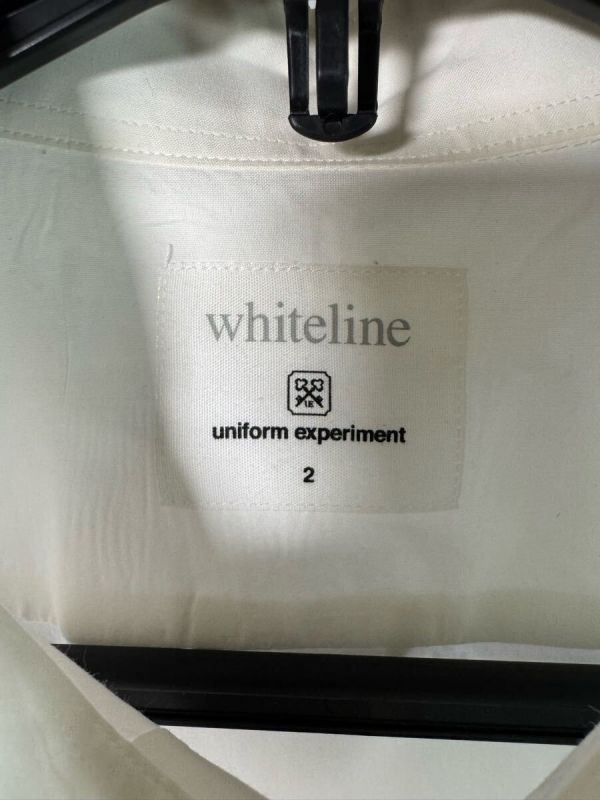 whiteline
UE
uniform experiment
2